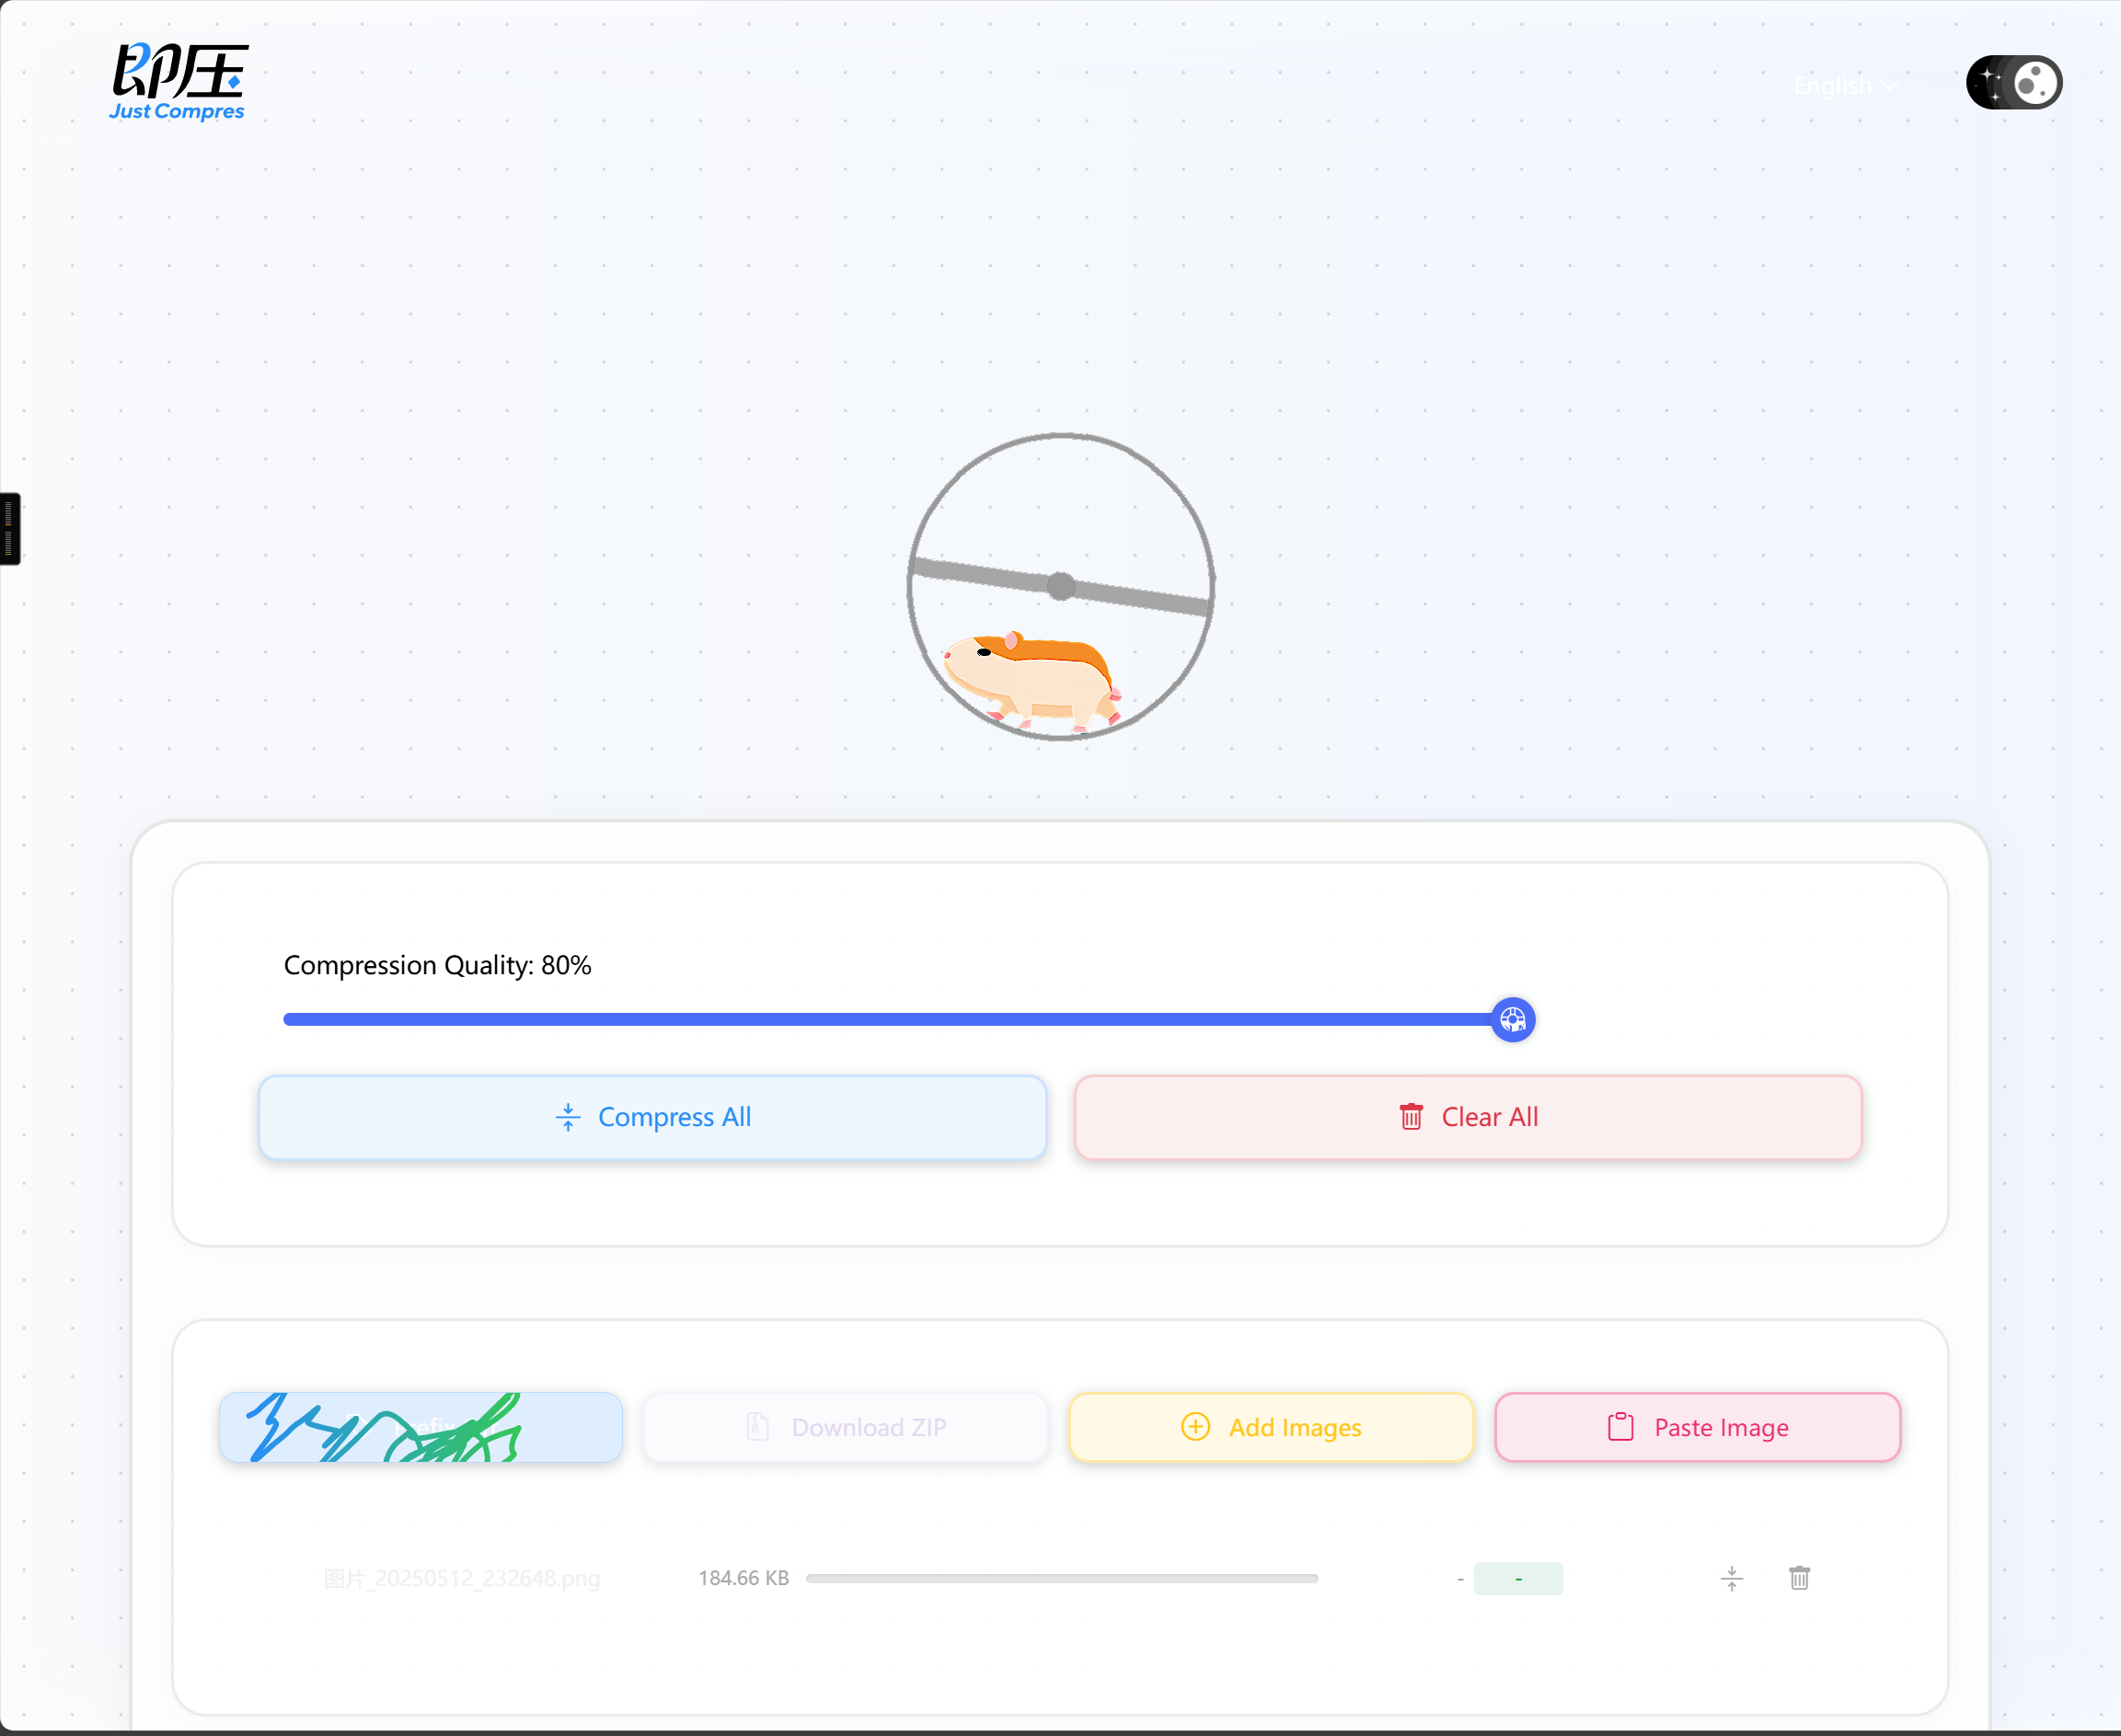 即压
Just Compres
English
Compression Quality: 80%
Compress All
Clear All
Download ZIP
Add Images
Paste Image
图片_20250512_232648.png
184.66 KB
-
-